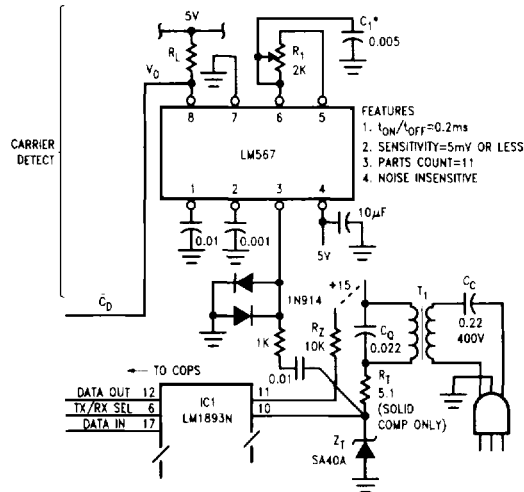 5V
C1*
0.005
RL
R1
2K
VD
8 7 6 5
CARRIER
DETECT
LM567
FEATURES
1. tON/tOFF=0.2ms
2. SENSITIVITY=5mV OR LESS
3. PARTS COUNT=11
4. NOISE INSENSITIVE
1 2 3 4
10μF
0.01
0.001
5V
C̄D
1N914
+15
T1
CC
0.22
400V
RZ
10K
CQ
0.022
1K
0.01
RT
5.1
(SOLID
COMP ONLY)
← TO COPS
DATA OUT 12
TX/RX SEL 6
DATA IN 17
IC1
LM1893N
11
10
ZT
SA40A